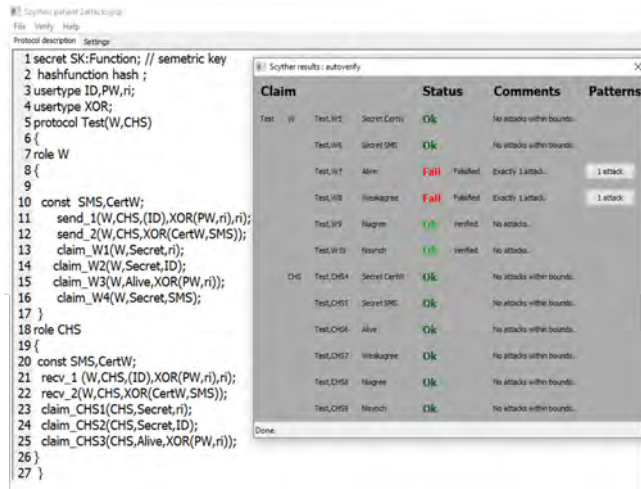 Scyther: patient
File Verify Help
Protocol description Settings
1 secret SK:Function; // semetric key
2 hashfunction hash ;
3 usertype ID,PW,ri;
4 usertype XOR;
5 protocol Test(W,CHS)
6 {
7 role W
8 {
9
10 const SMS,CertW;
11 send_1(W,CHS,(ID),XOR(PW,ri),ri);
12 send_2(W,CHS,XOR(CertW,SMS));
13 claim_W1(W,Secret,ri);
14 claim_W2(W,Secret,ID);
15 claim_W3(W,Alive,XOR(PW,ri));
16 claim_W4(W,Secret,SMS);
17 }
18 role CHS
19 {
20 const SMS,CertW;
21 recv_1 (W,CHS,(ID),XOR(PW,ri),ri);
22 recv_2(W,CHS,XOR(CertW,SMS));
23 claim_CHS1(CHS,Secret,ri);
24 claim_CHS2(CHS,Secret,ID);
25 claim_CHS3(CHS,Alive,XOR(PW,ri));
26 }
27 }
Scyther results : autoverify
Claim Status Comments Patterns
Test W Test,W5 Secret CertW Ok No attacks within bounds.
Test,W6 Secret SMS Ok No attacks within bounds.
Test,W7 Alive Fail Falsified Exactly 1 attack. 1 attack
Test,W8 Weakagree Fail Falsified Exactly 1 attack. 1 attack
Test,W9 Niagree Ok Verified No attacks.
Test,W10 Nisynch Ok Verified No attacks.
CHS Test,CHS4 Secret CertW Ok No attacks within bounds.
Test,CHS5 Secret SMS Ok No attacks within bounds.
Test,CHS6 Alive Ok No attacks within bounds.
Test,CHS7 Weakagree Ok No attacks within bounds.
Test,CHS8 Niagree Ok No attacks within bounds.
Test,CHS9 Nisynch Ok No attacks within bounds.
Done.